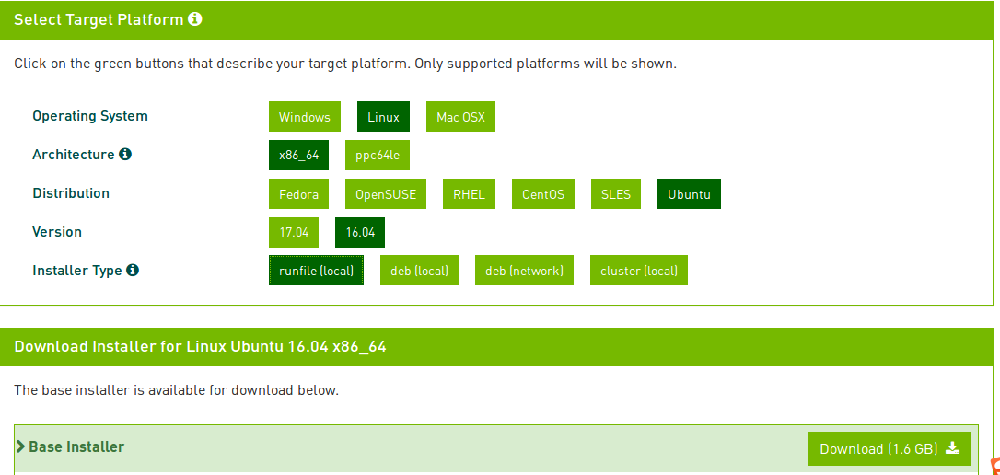 Select Target Platform
Click on the green buttons that describe your target platform. Only supported platforms will be shown.
Operating System Windows Linux Mac OSX
Architecture x86_64 ppc64le
Distribution Fedora OpenSUSE RHEL CentOS SLES Ubuntu
Version 17.04 16.04
Installer Type runfile (local) deb (local) deb (network) cluster (local)
Download Installer for Linux Ubuntu 16.04 x86_64
The base installer is available for download below.
Base Installer Download (1.6 GB)